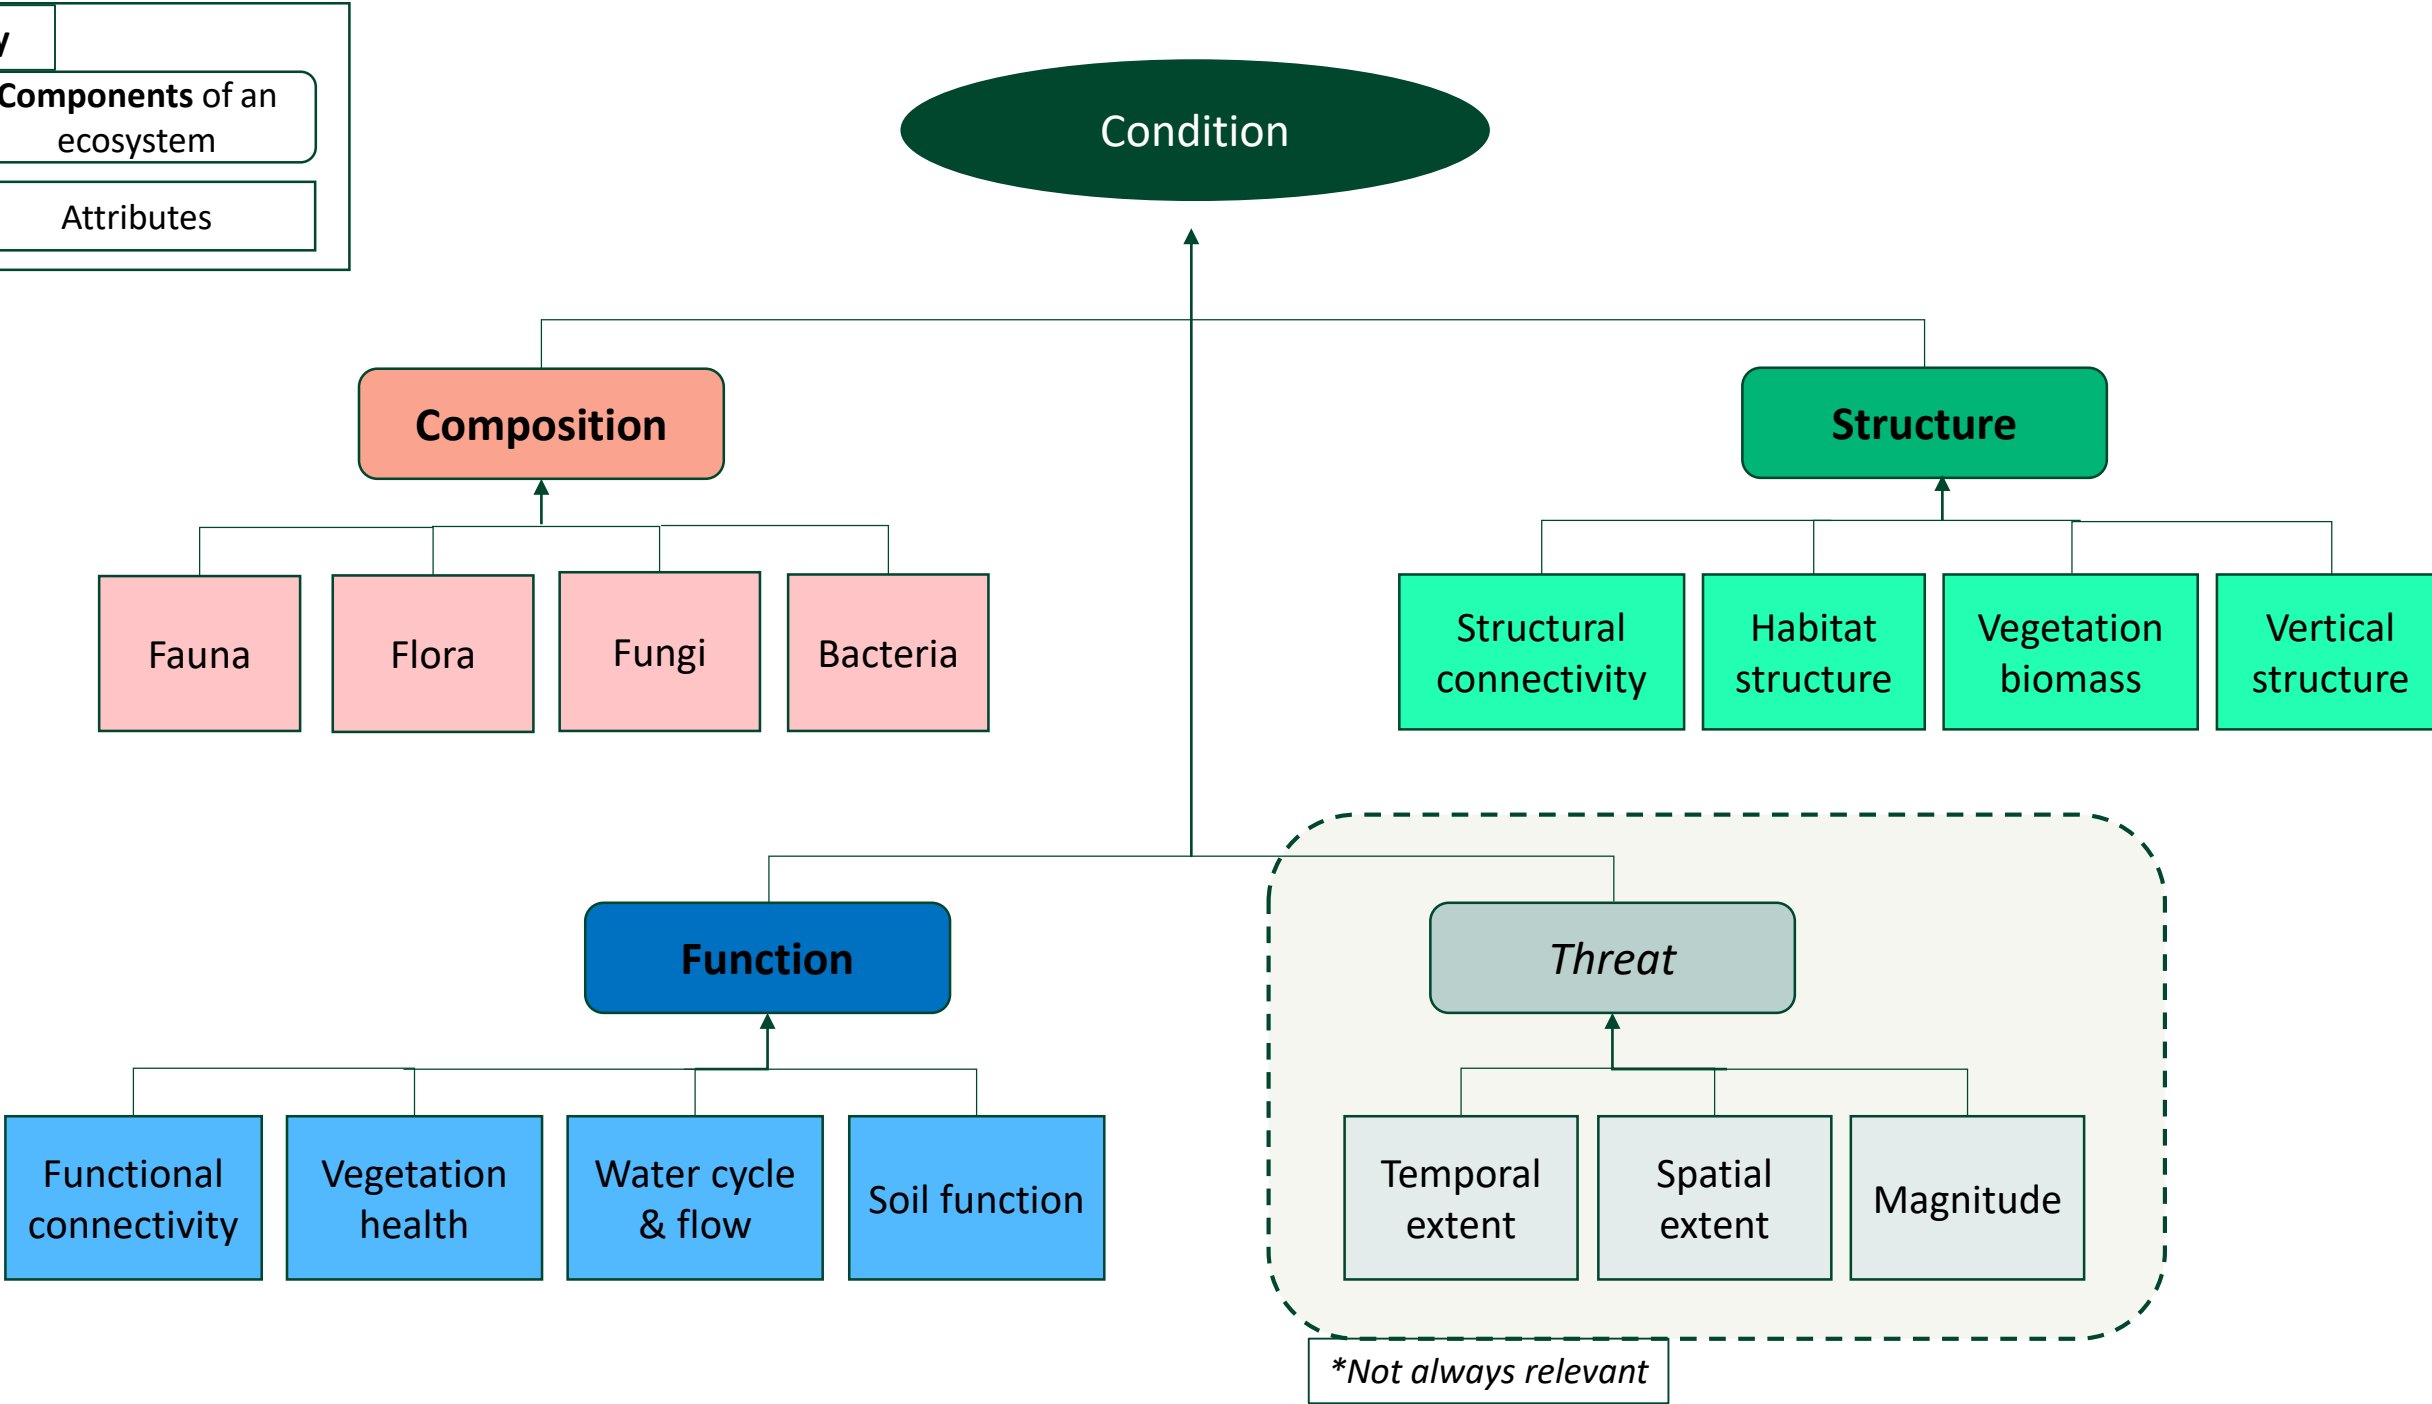 y
Components of an
ecosystem
Attributes
Condition
Composition
Structure
Fauna
Flora
Fungi
Bacteria
Structural
connectivity
Habitat
structure
Vegetation
biomass
Vertical
structure
Function
Threat
Functional
connectivity
Vegetation
health
Water cycle
& flow
Soil function
Temporal
extent
Spatial
extent
Magnitude
*Not always relevant